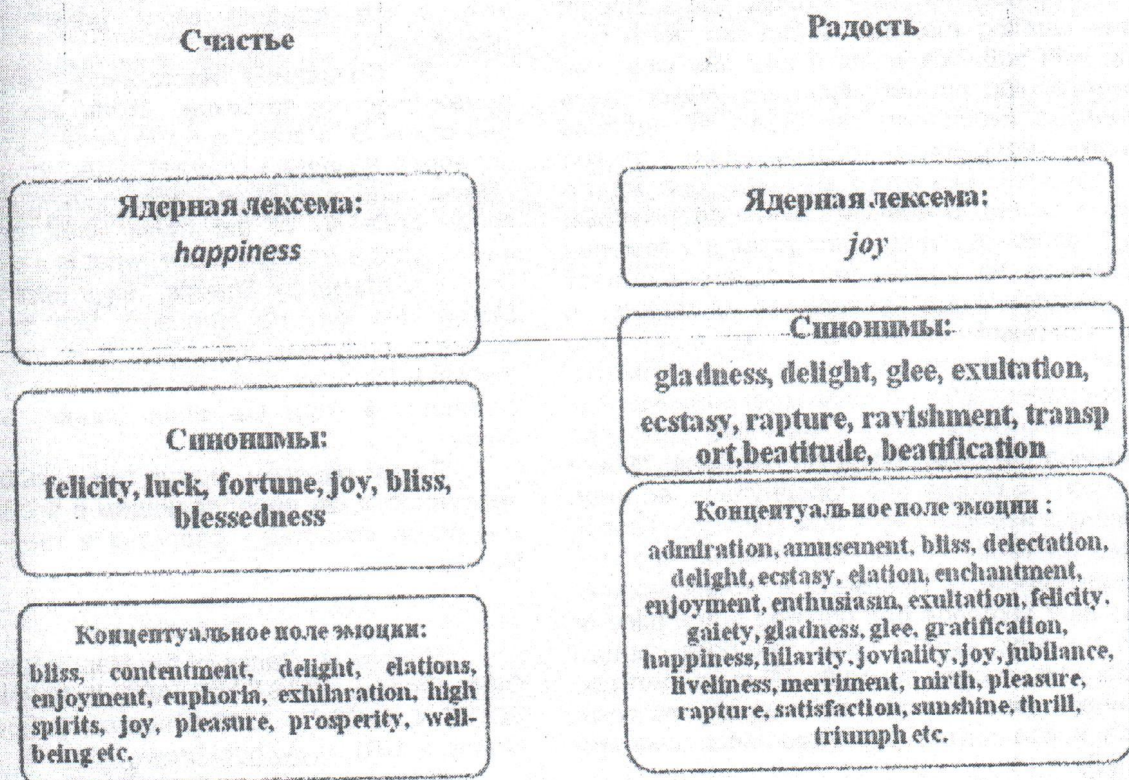 Счастье
Ядерная лексема:
happiness
Синонимы:
felicity, luck, fortune, joy, bliss,
blessedness
Концептуальное поле эмоции:
bliss, contentment, delight, elations,
enjoyment, euphoria, exhilaration, high
spirits, joy, pleasure, prosperity, well-
being etc.
Радость
Ядерная лексема:
joy
Синонимы:
gladness, delight, glee, exultation,
ecstasy, rapture, ravishment, transp
ort,beatitude, beatification
Концептуальное поле эмоции :
admiration, amusement, bliss, delectation,
delight, ecstasy, elation, enchantment,
enjoyment, enthusiasm, exultation, felicity,
gaiety, gladness, glee, gratification,
happiness, hilarity, joviality, joy, jubilance,
liveliness, merriment, mirth, pleasure,
rapture, satisfaction, sunshine, thrill,
triumph etc.